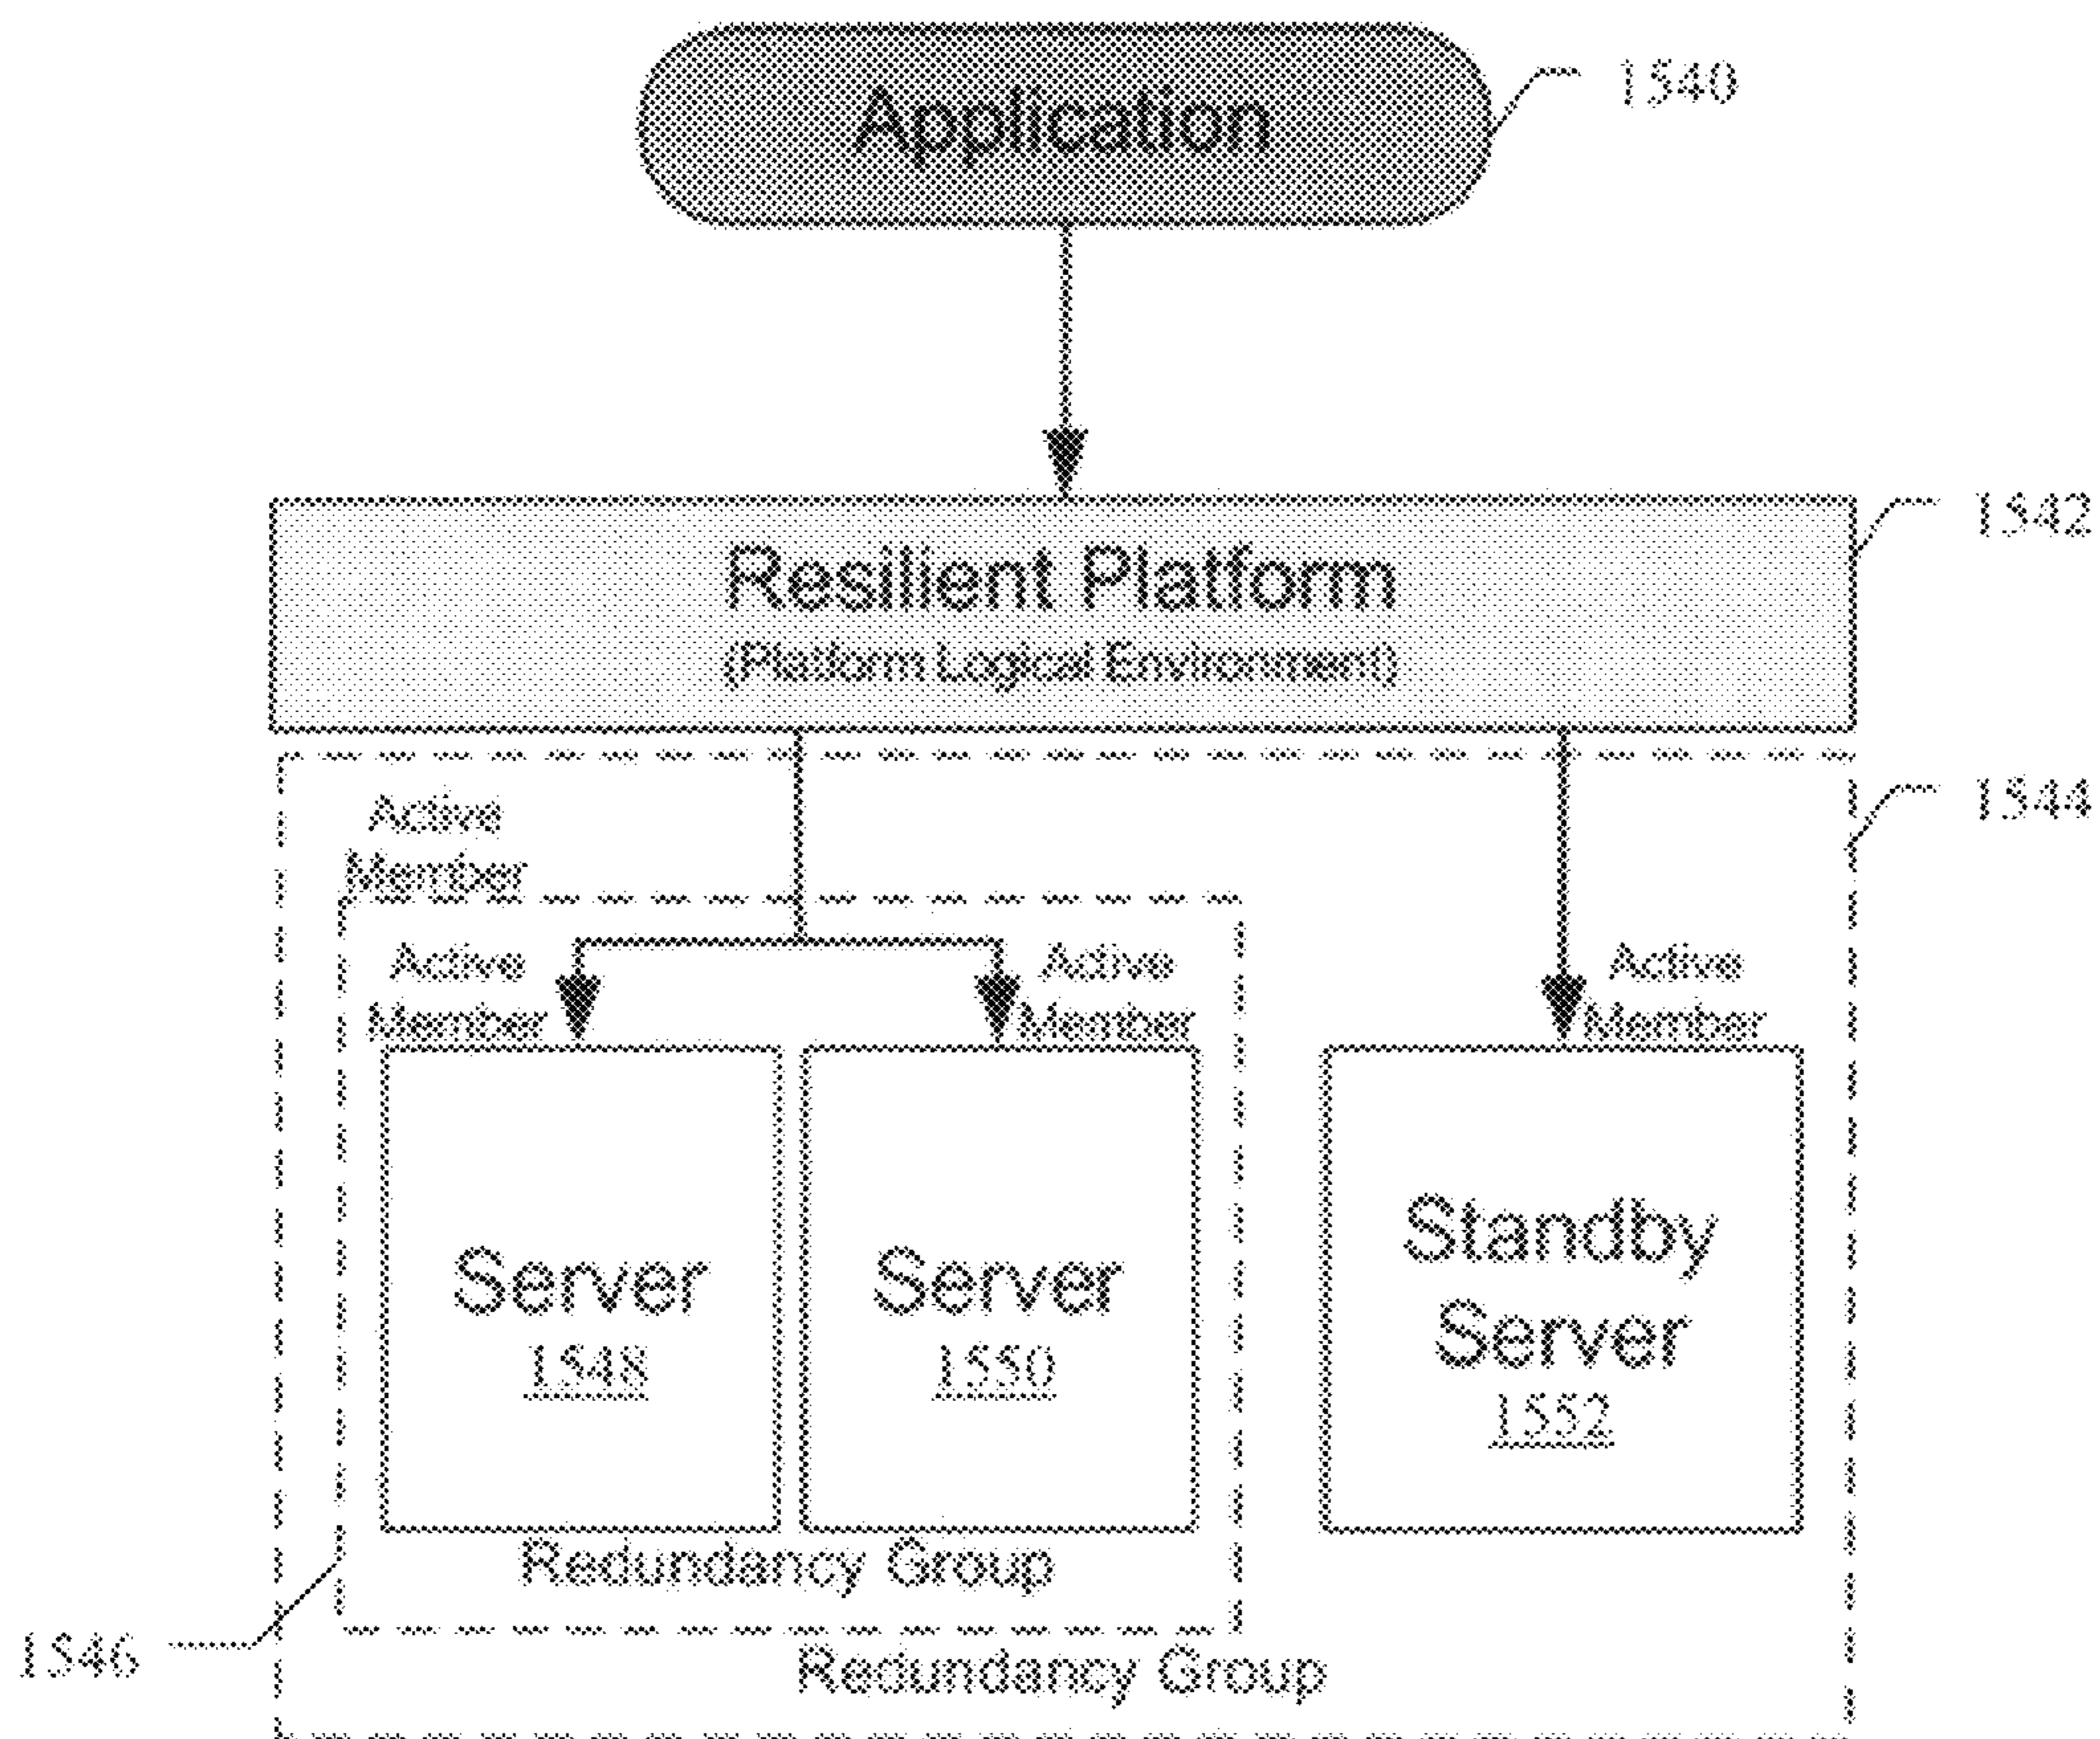 Application
1540
Resilient Platform
(Platform Logical Environment)
1542
1544
Active
Member
Active
Member
Active
Member
Active
Member
Server
1548
Server
1550
Standby
Server
1552
Redundancy Group
1546
Redundancy Group